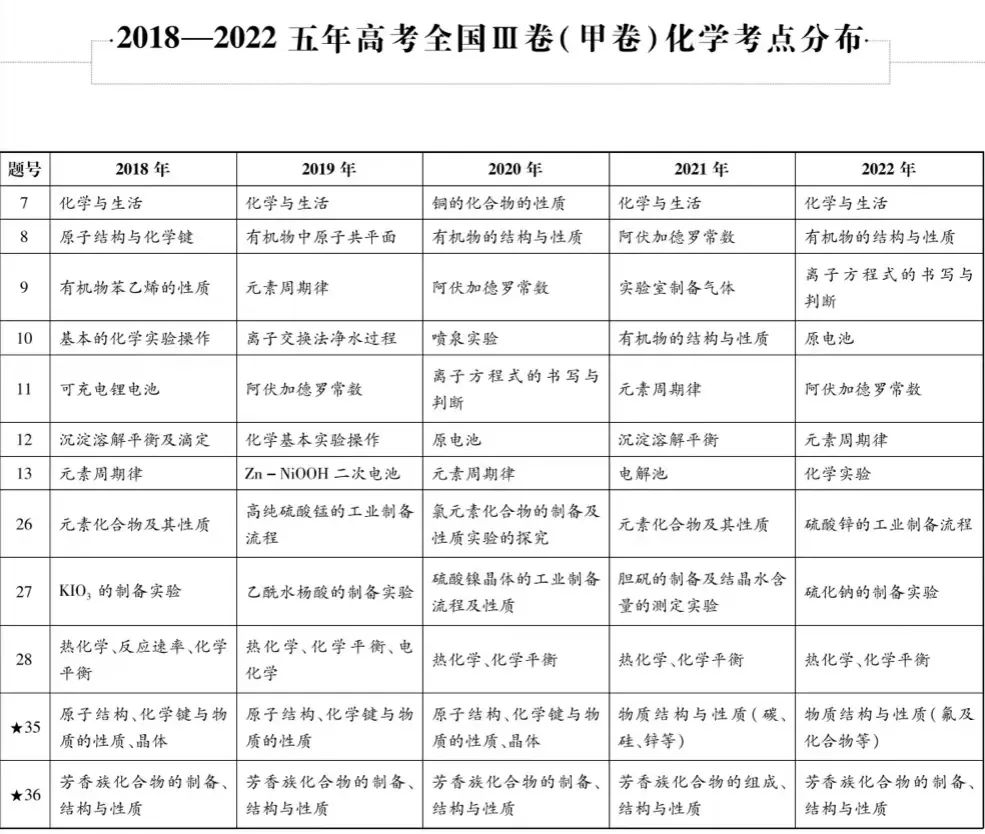 ·2018—2022 五年高考全国Ⅲ卷(甲卷)化学考点分布·
题号 2018 年 2019 年 2020 年 2021 年 2022 年
7 化学与生活 化学与生活 铜的化合物的性质 化学与生活 化学与生活
8 原子结构与化学键 有机物中原子共平面 有机物的结构与性质 阿伏加德罗常数 有机物的结构与性质
9 有机物苯乙烯的性质 元素周期律 阿伏加德罗常数 实验室制备气体 离子方程式的书写与
判断
10 基本的化学实验操作 离子交换法净水过程 喷泉实验 有机物的结构与性质 原电池
11 可充电锂电池 阿伏加德罗常数 离子方程式的书写与 元素周期律 阿伏加德罗常数
判断
12 沉淀溶解平衡及滴定 化学基本实验操作 原电池 沉淀溶解平衡 元素周期律
13 元素周期律 Zn－NiOOH 二次电池 元素周期律 电解池 化学实验
26 元素化合物及其性质 高纯硫酸锰的工业制备 氯元素化合物的制备及 元素化合物及其性质 硫酸锌的工业制备流程
流程 性质实验的探究
27 KIO₃ 的制备实验 乙酰水杨酸的制备实验 硫酸镍晶体的工业制备 胆矾的制备及结晶水含 硫化钠的制备实验
流程及性质 量的测定实验
28 热化学、反应速率、化学 热化学、化学平衡、电 热化学、化学平衡 热化学、化学平衡 热化学、化学平衡
平衡 化学
★35 原子结构、化学键与物 原子结构、化学键与物 原子结构、化学键与物 物质结构与性质(碳、 物质结构与性质(氟及
质的性质、晶体 质的性质 质的性质、晶体 硅、锌等) 化合物等)
★36 芳香族化合物的制备、 芳香族化合物的制备、 芳香族化合物的制备、 芳香族化合物的组成、 芳香族化合物的制备、
结构与性质 结构与性质 结构与性质 结构与性质 结构与性质